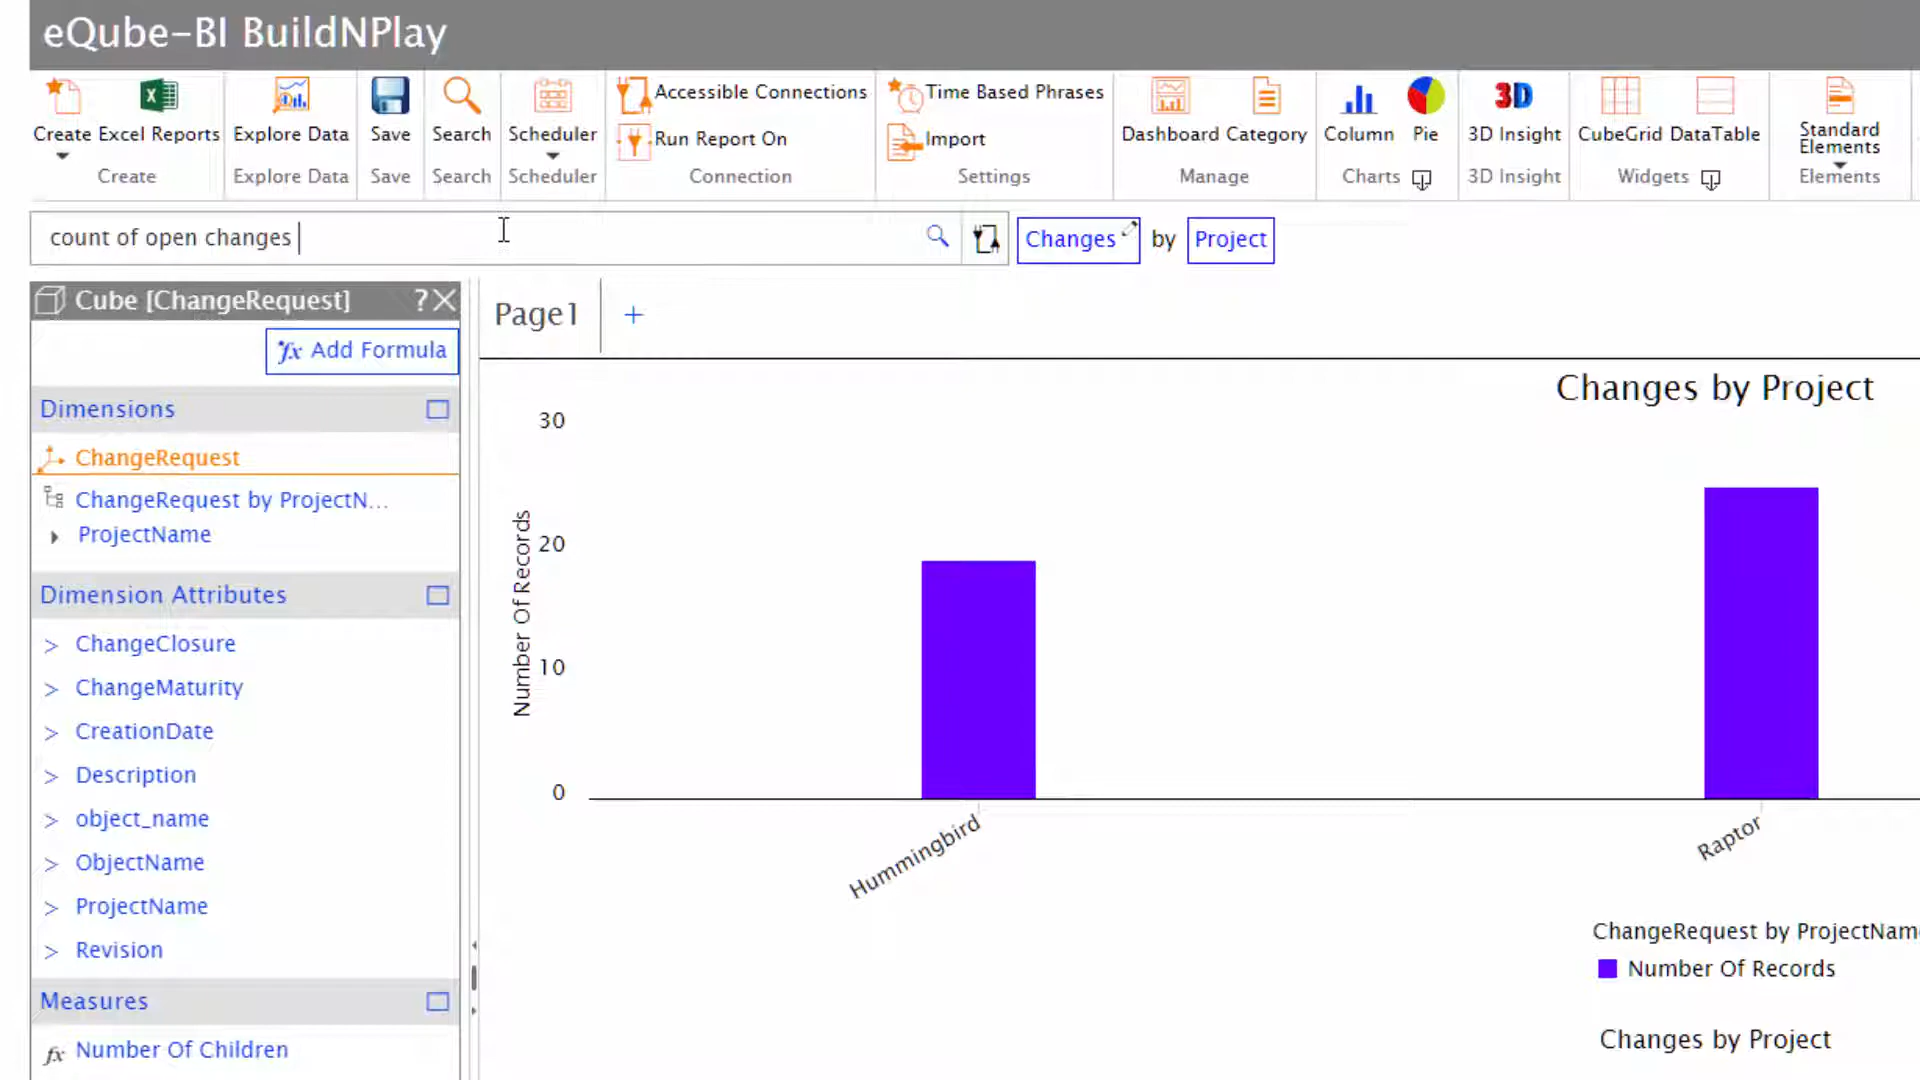 eQube-BI BuildNPlay
Create Excel Reports
Create
Explore Data
Explore Data
Save
Save
Search
Search
Scheduler
Scheduler
Accessible Connections
Run Report On
Connection
Time Based Phrases
Import
Settings
Dashboard Category
Manage
Column Pie
Charts
3D
3D Insight
3D Insight
CubeGrid DataTable
Widgets
Standard
Elements
Elements
count of open changes
Changes by Project
Cube [ChangeRequest] ?
fx Add Formula
Dimensions
ChangeRequest
ChangeRequest by ProjectN...
ProjectName
Dimension Attributes
> ChangeClosure
> ChangeMaturity
> CreationDate
> Description
> object_name
> ObjectName
> ProjectName
> Revision
Measures
fx Number Of Children
Page1 +
Changes by Project
Number Of Records
30
20
10
0
Hummingbird
Raptor
ChangeRequest by ProjectName
Number Of Records
Changes by Project